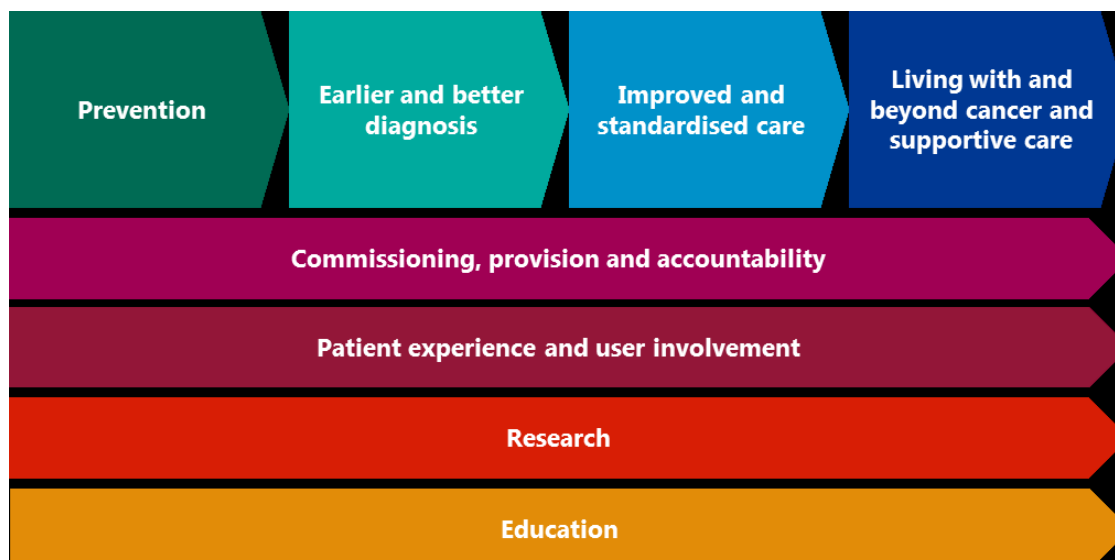 Prevention
Earlier and better
diagnosis
Improved and
standardised care
Living with and
beyond cancer and
supportive care
Commissioning, provision and accountability
Patient experience and user involvement
Research
Education